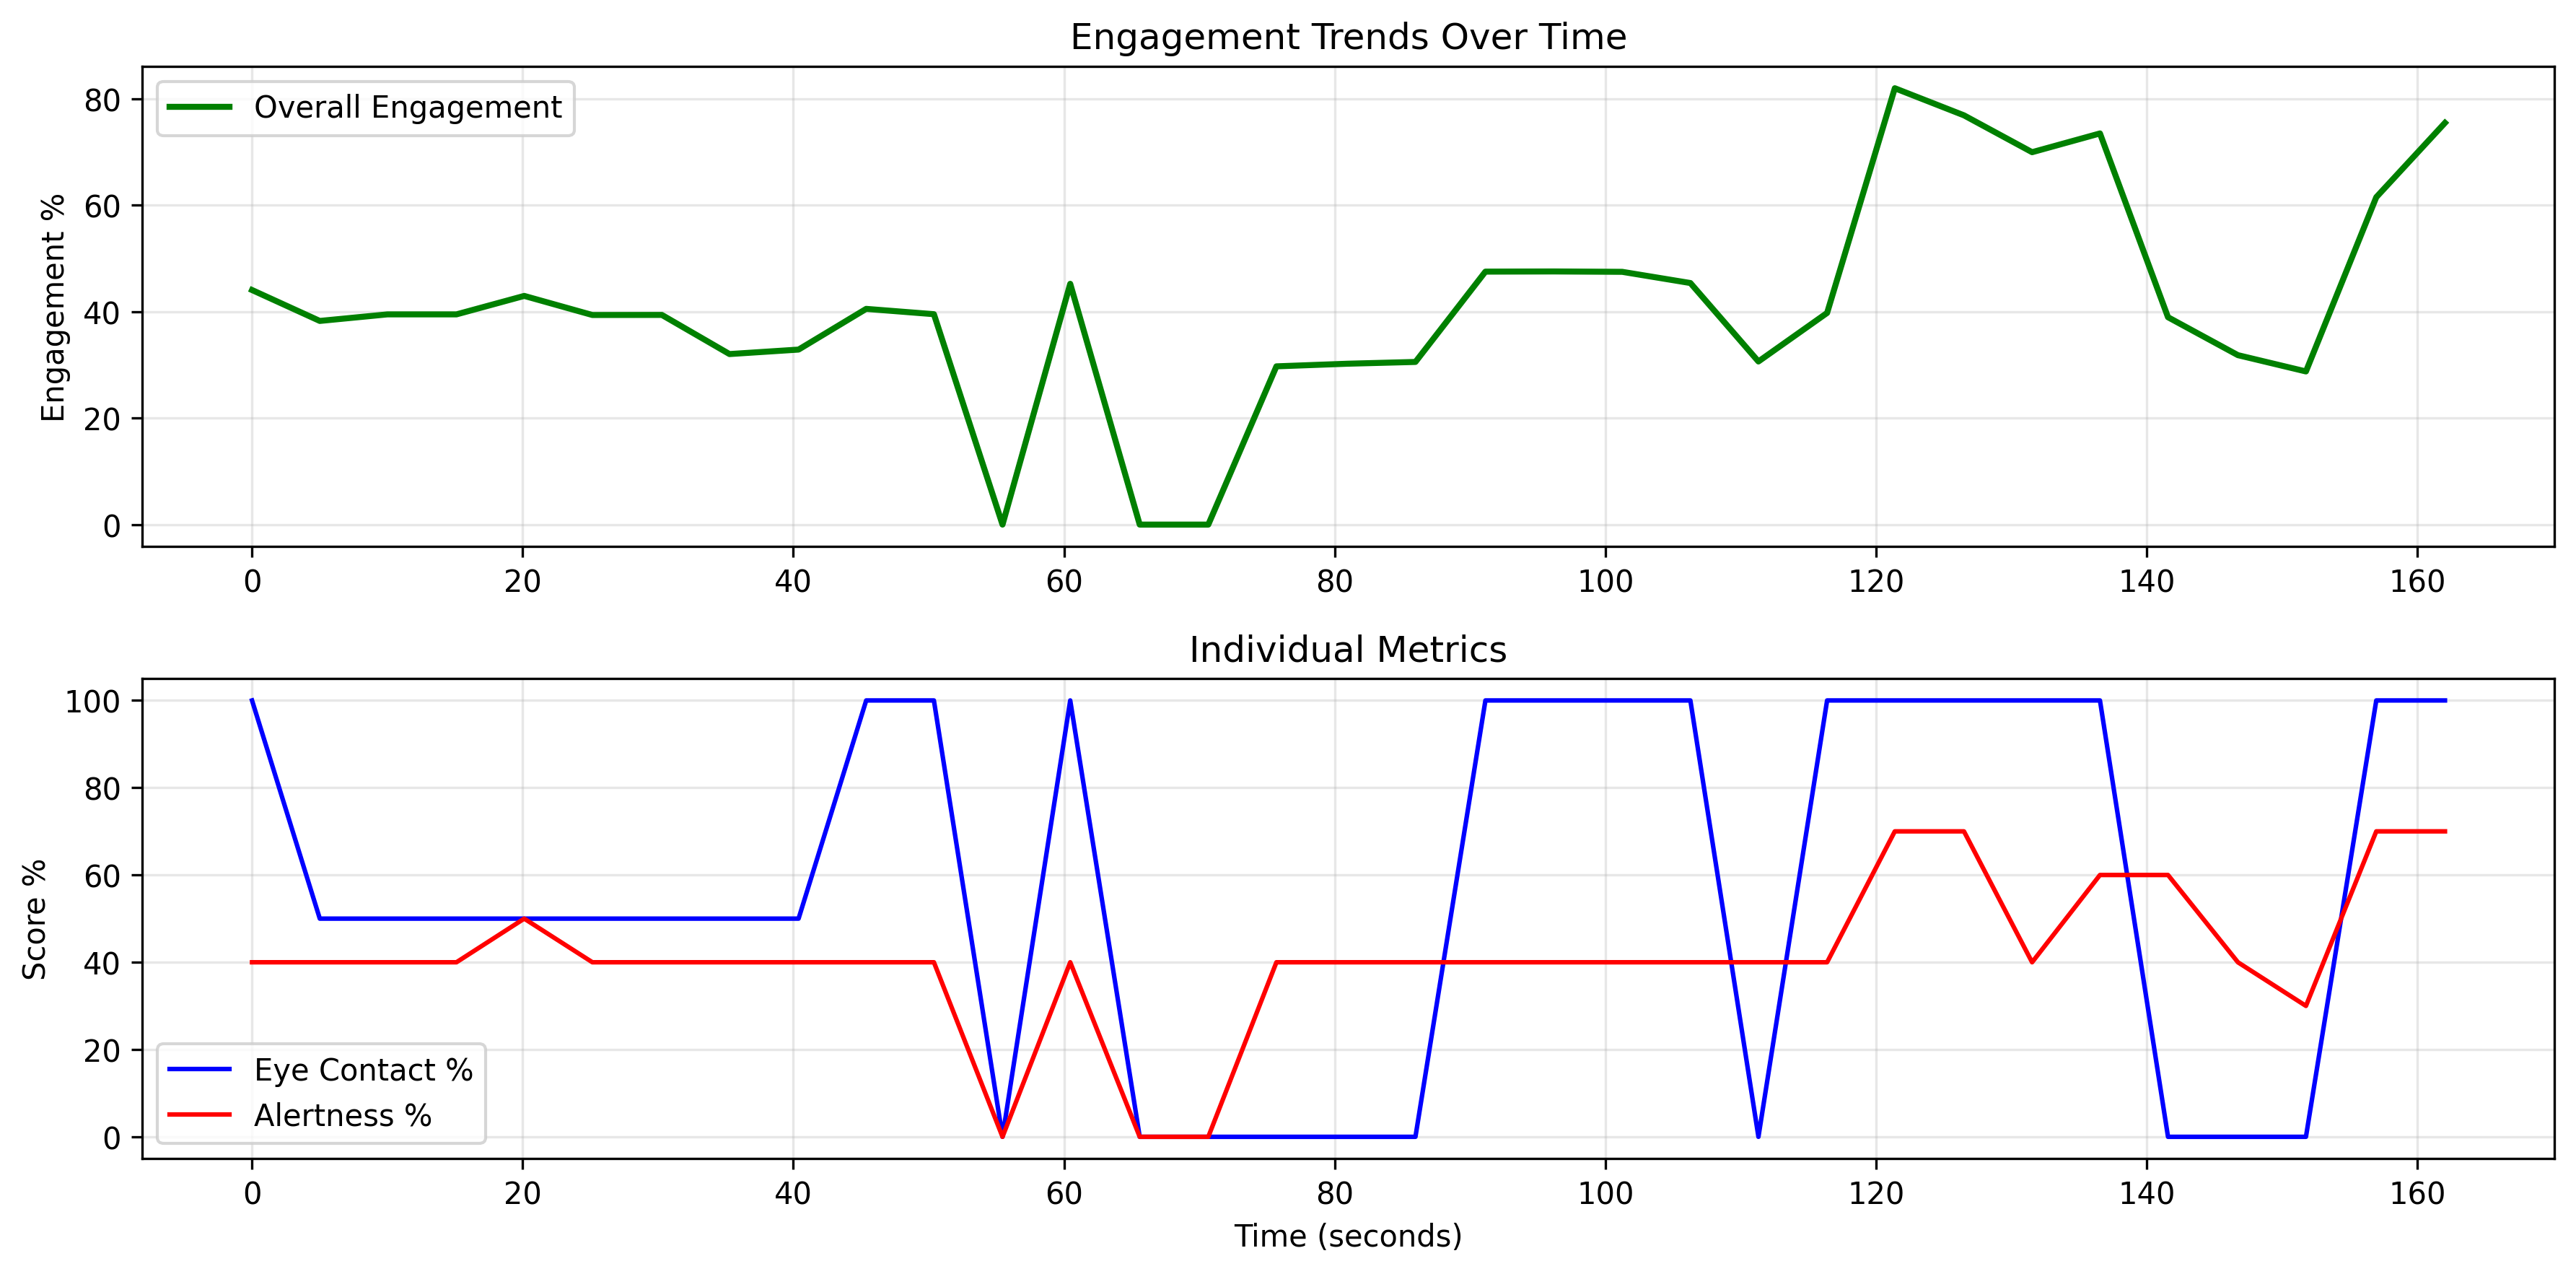 Engagement Trends Over Time
Overall Engagement
Engagement %
80
60
40
20
0
0 20 40 60 80 100 120 140 160
Individual Metrics
Score %
100
80
60
40
20
0
Eye Contact %
Alertness %
0 20 40 60 80 100 120 140 160
Time (seconds)